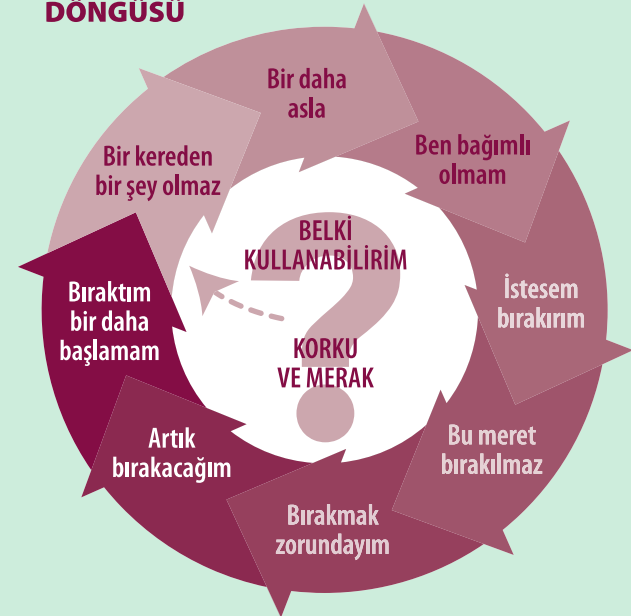 DÖNGÜSÜ
Bir daha
asla
Ben bağımlı
olmam
İstesem
bırakırım
Bu meret
bırakılmaz
Bırakmak
zorundayım
Artık
bırakacağım
Bıraktım
bir daha
başlamam
Bir kereden
bir şey olmaz
BELKİ
KULLANABİLİRİM
KORKU
VE MERAK
?